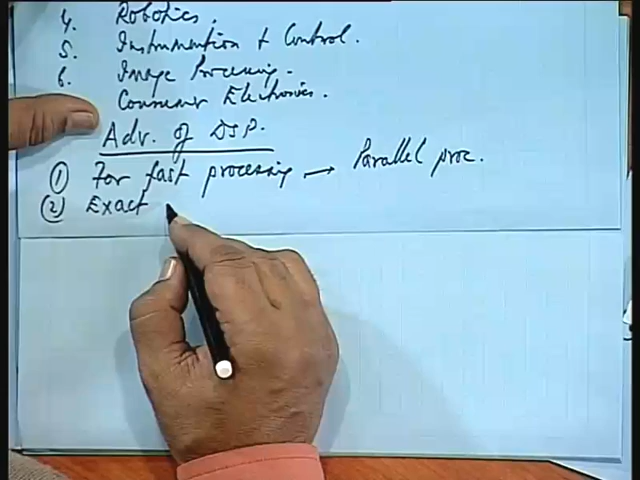 4. Robotics.
5. Instrumention & Control.
6. Image Processing.
Consumer Electronics.
Adv. of DSP.
① For fast processing → Parallel proc.
② Exact